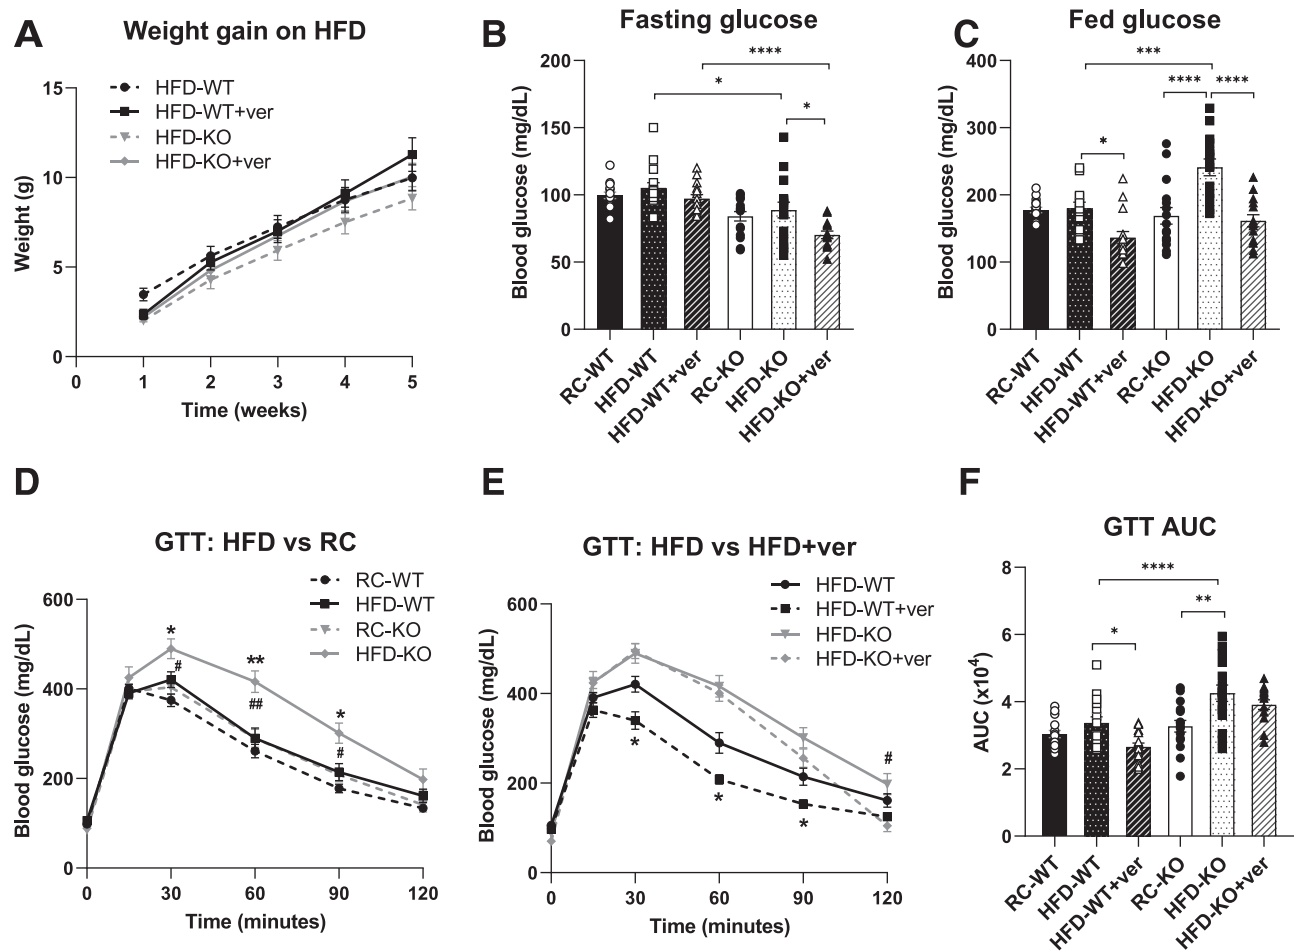 A
Weight gain on HFD
HFD-WT
HFD-WT+ver
HFD-KO
HFD-KO+ver
Weight (g)
15
10
5
0
0 1 2 3 4 5
Time (weeks)
B
Fasting glucose
****
*
*
Blood glucose (mg/dL)
200
150
100
50
0
RC-WT
HFD-WT
HFD-WT+ver
RC-KO
HFD-KO
HFD-KO+ver
C
Fed glucose
***
**** ****
*
Blood glucose (mg/dL)
400
300
200
100
0
RC-WT
HFD-WT
HFD-WT+ver
RC-KO
HFD-KO
HFD-KO+ver
D
GTT: HFD vs RC
RC-WT
HFD-WT
RC-KO
HFD-KO
Blood glucose (mg/dL)
600
400
200
0
*
#
**
##
*
#
0 30 60 90 120
Time (minutes)
E
GTT: HFD vs HFD+ver
HFD-WT
HFD-WT+ver
HFD-KO
HFD-KO+ver
Blood glucose (mg/dL)
600
400
200
0
*
*
*
#
0 30 60 90 120
Time (minutes)
F
GTT AUC
****
**
*
AUC (x10⁴)
8
6
4
2
0
RC-WT
HFD-WT
HFD-WT+ver
RC-KO
HFD-KO
HFD-KO+ver